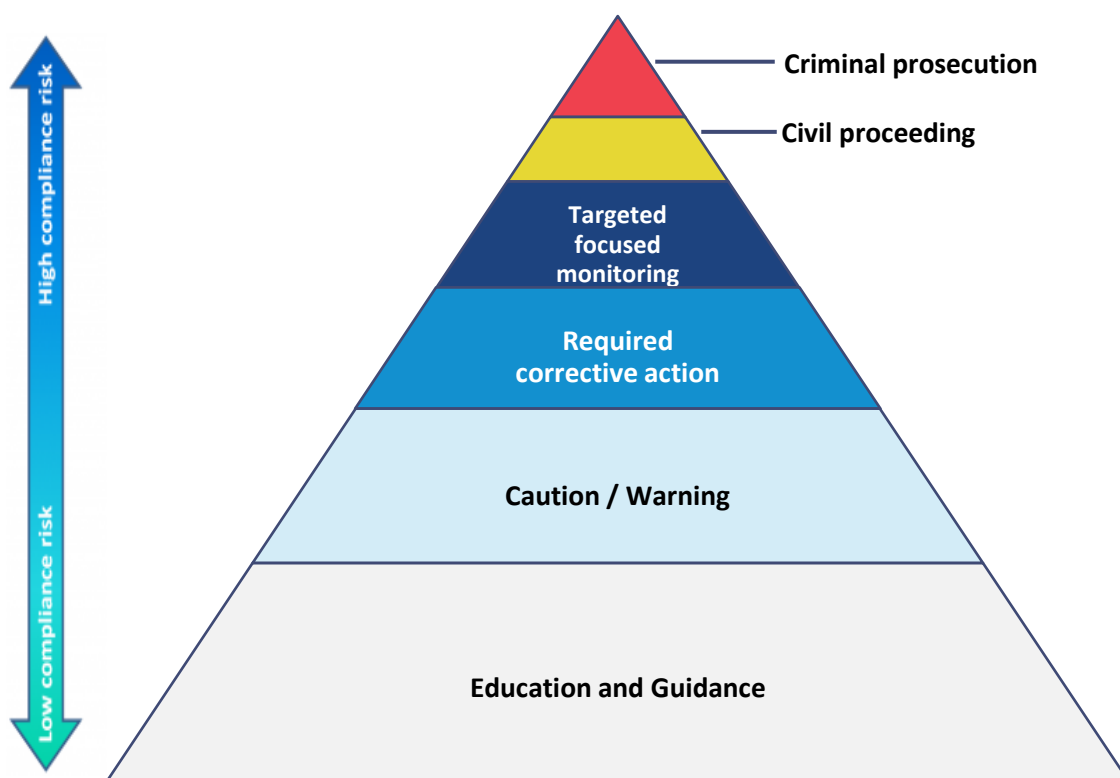 High compliance risk
Low compliance risk
Criminal prosecution
Civil proceeding
Targeted
focused
monitoring
Required
corrective action
Caution / Warning
Education and Guidance